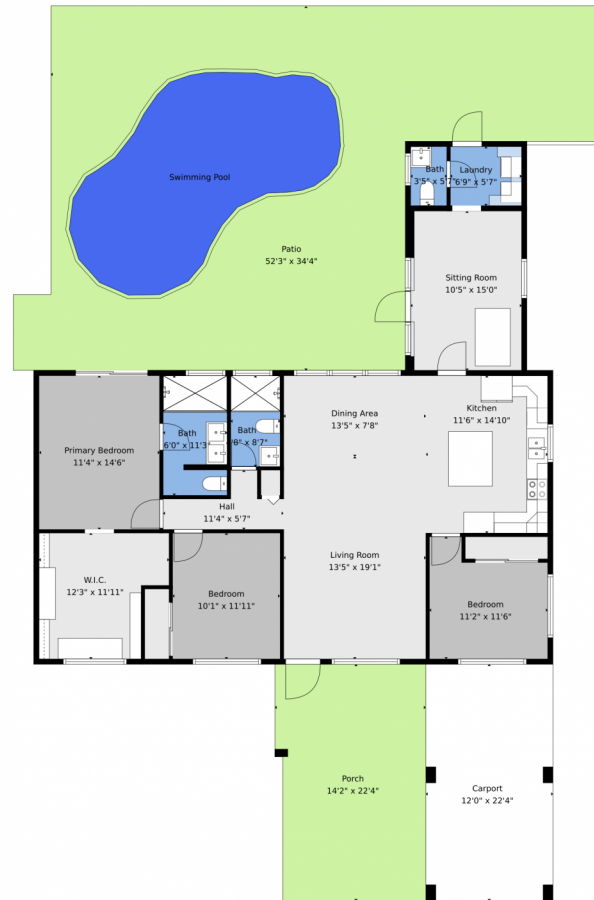 Swimming Pool
Patio
52'3" x 34'4"
Bath
3'5" x 5'7"
Laundry
6'9" x 5'7"
Sitting Room
10'5" x 15'0"
Primary Bedroom
11'4" x 14'6"
Bath
6'0" x 11'3"
Bath
8" x 8'7"
Dining Area
13'5" x 7'8"
Kitchen
11'6" x 14'10"
Hall
11'4" x 5'7"
W.I.C.
12'3" x 11'11"
Bedroom
10'1" x 11'11"
Living Room
13'5" x 19'1"
Bedroom
11'2" x 11'6"
Porch
14'2" x 22'4"
Carport
12'0" x 22'4"